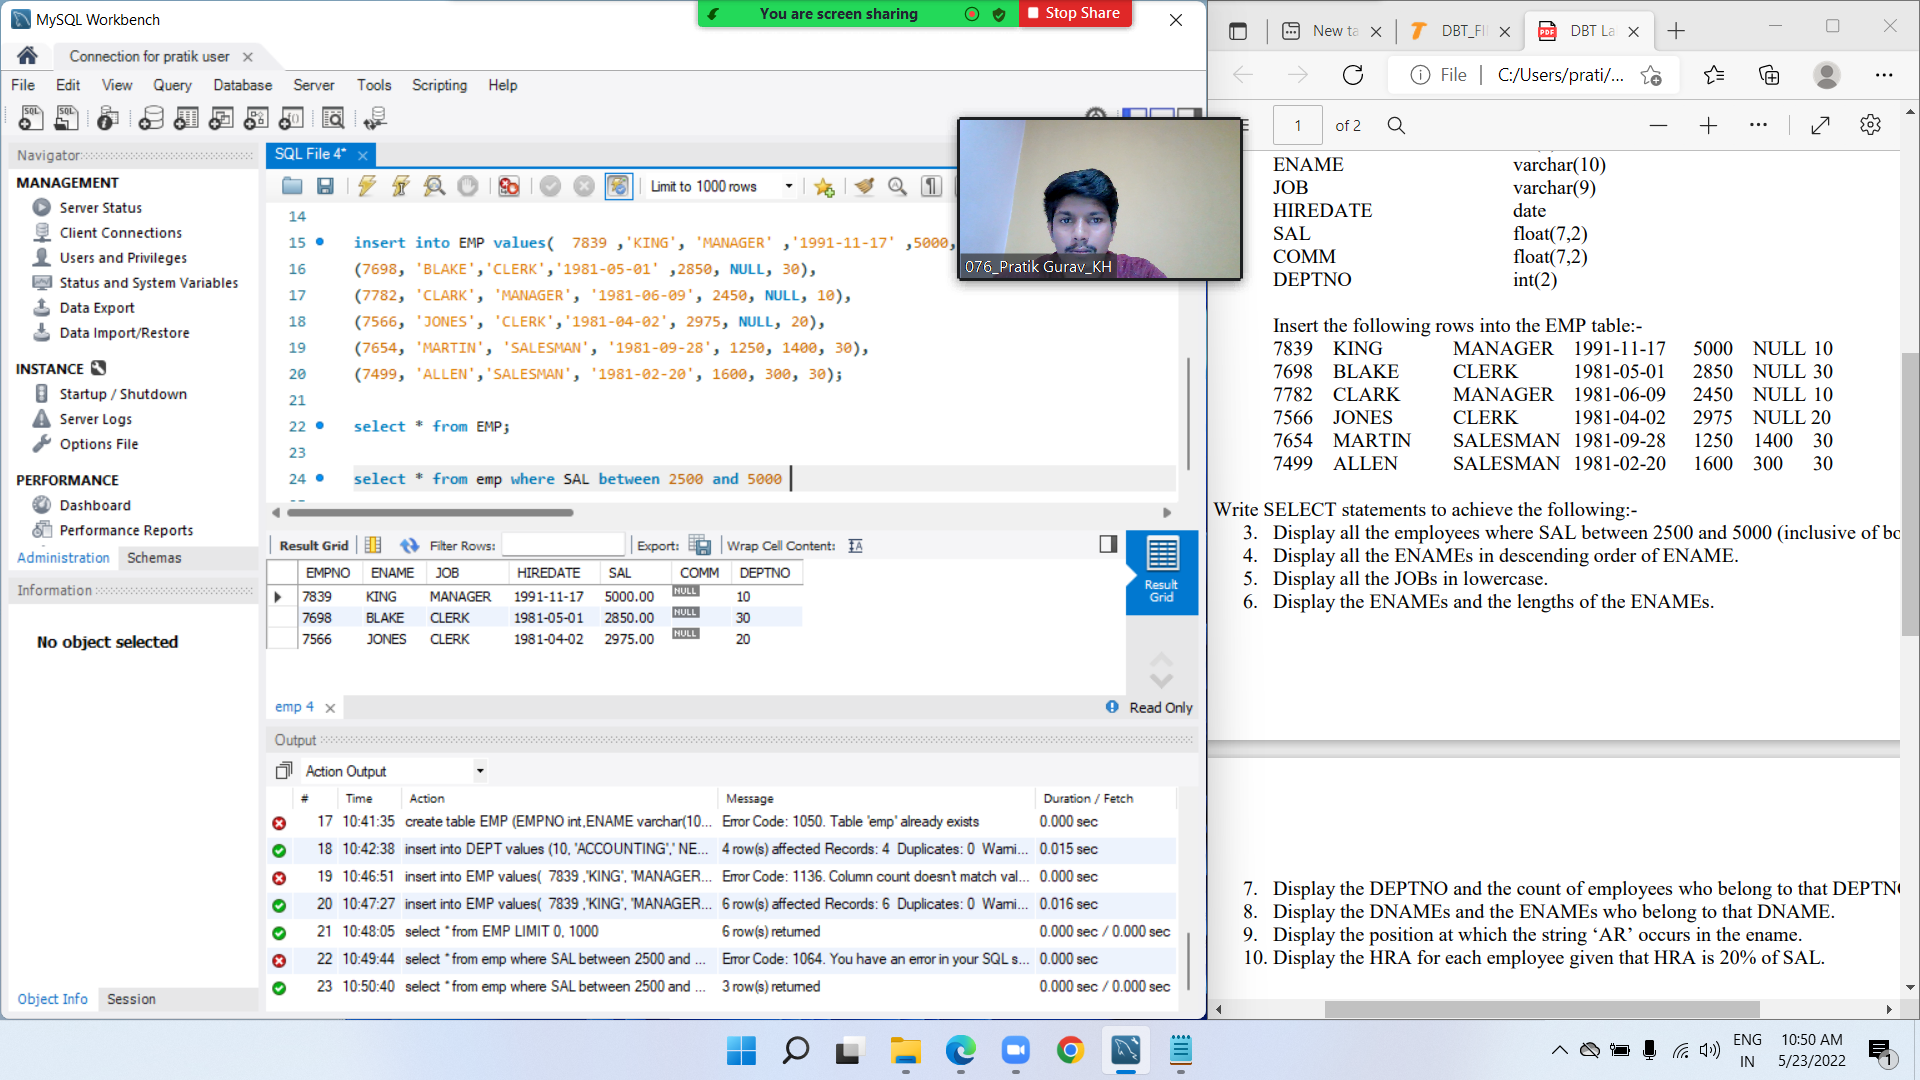 MySQL Workbench
You are screen sharing
Stop Share
Connection for pratik user
File Edit View Query Database Server Tools Scripting Help
Navigator
MANAGEMENT
Server Status
Client Connections
Users and Privileges
Status and System Variables
Data Export
Data Import/Restore
INSTANCE
Startup / Shutdown
Server Logs
Options File
PERFORMANCE
Dashboard
Performance Reports
Administration Schemas
Information
No object selected
Object Info Session
SQL File 4*
Limit to 1000 rows
14
15 insert into EMP values( 7839 ,'KING', 'MANAGER' ,'1991-11-17' ,5000,
16 (7698, 'BLAKE','CLERK','1981-05-01' ,2850, NULL, 30),
17 (7782, 'CLARK', 'MANAGER', '1981-06-09', 2450, NULL, 10),
18 (7566, 'JONES', 'CLERK','1981-04-02', 2975, NULL, 20),
19 (7654, 'MARTIN', 'SALESMAN', '1981-09-28', 1250, 1400, 30),
20 (7499, 'ALLEN','SALESMAN', '1981-02-20', 1600, 300, 30);
21
22 select * from EMP;
23
24 select * from emp where SAL between 2500 and 5000
076_Pratik Gurav_KH
Result Grid Filter Rows: Export: Wrap Cell Content:
EMPNO ENAME JOB HIREDATE SAL COMM DEPTNO
7839 KING MANAGER 1991-11-17 5000.00 NULL 10
7698 BLAKE CLERK 1981-05-01 2850.00 NULL 30
7566 JONES CLERK 1981-04-02 2975.00 NULL 20
Result
Grid
emp 4
Read Only
Output
Action Output
# Time Action Message Duration / Fetch
17 10:41:35 create table EMP (EMPNO int,ENAME varchar(10... Error Code: 1050. Table 'emp' already exists 0.000 sec
18 10:42:38 insert into DEPT values (10, 'ACCOUNTING',' NE... 4 row(s) affected Records: 4 Duplicates: 0 Warni... 0.015 sec
19 10:46:51 insert into EMP values( 7839 ,'KING', 'MANAGER... Error Code: 1136. Column count doesn't match val... 0.000 sec
20 10:47:27 insert into EMP values( 7839 ,'KING', 'MANAGER... 6 row(s) affected Records: 6 Duplicates: 0 Warni... 0.016 sec
21 10:48:05 select * from EMP LIMIT 0, 1000 6 row(s) returned 0.000 sec / 0.000 sec
22 10:49:44 select * from emp where SAL between 2500 and ... Error Code: 1064. You have an error in your SQL s... 0.000 sec
23 10:50:40 select * from emp where SAL between 2500 and ... 3 row(s) returned 0.000 sec / 0.000 sec
New ta DBT_FI DBT La
File C:/Users/prati/...
1 of 2
ENAME varchar(10)
JOB varchar(9)
HIREDATE date
SAL float(7,2)
COMM float(7,2)
DEPTNO int(2)
Insert the following rows into the EMP table:-
7839 KING MANAGER 1991-11-17 5000 NULL 10
7698 BLAKE CLERK 1981-05-01 2850 NULL 30
7782 CLARK MANAGER 1981-06-09 2450 NULL 10
7566 JONES CLERK 1981-04-02 2975 NULL 20
7654 MARTIN SALESMAN 1981-09-28 1250 1400 30
7499 ALLEN SALESMAN 1981-02-20 1600 300 30
Write SELECT statements to achieve the following:-
3. Display all the employees where SAL between 2500 and 5000 (inclusive of bo
4. Display all the ENAMEs in descending order of ENAME.
5. Display all the JOBs in lowercase.
6. Display the ENAMEs and the lengths of the ENAMEs.
7. Display the DEPTNO and the count of employees who belong to that DEPTN
8. Display the DNAMEs and the ENAMEs who belong to that DNAME.
9. Display the position at which the string ‘AR’ occurs in the ename.
10. Display the HRA for each employee given that HRA is 20% of SAL.
ENG
IN
10:50 AM
5/23/2022
1